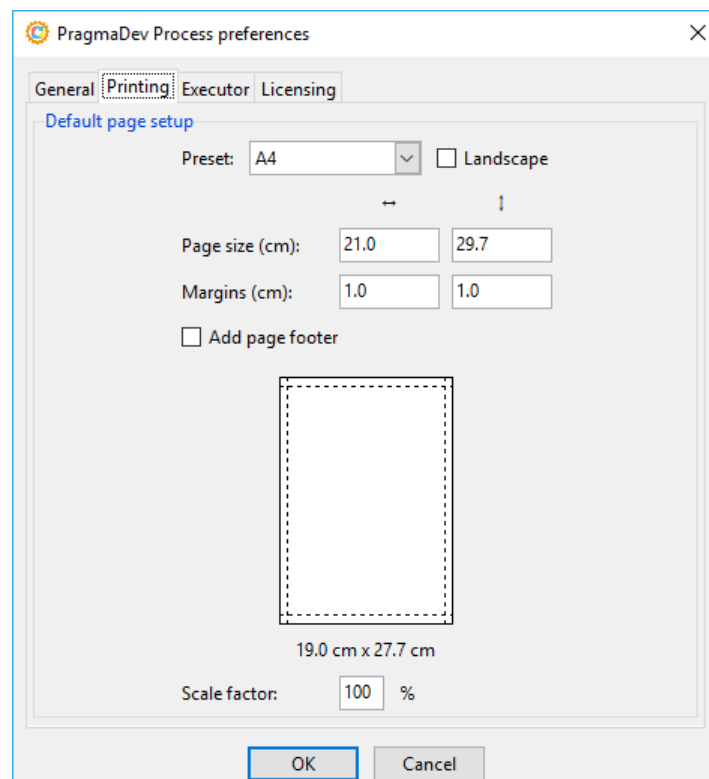 PragmaDev Process preferences
General Printing Executor Licensing
Default page setup
Preset: A4 Landscape
↔ ↕
Page size (cm): 21.0 29.7
Margins (cm): 1.0 1.0
Add page footer
19.0 cm x 27.7 cm
Scale factor: 100 %
OK Cancel